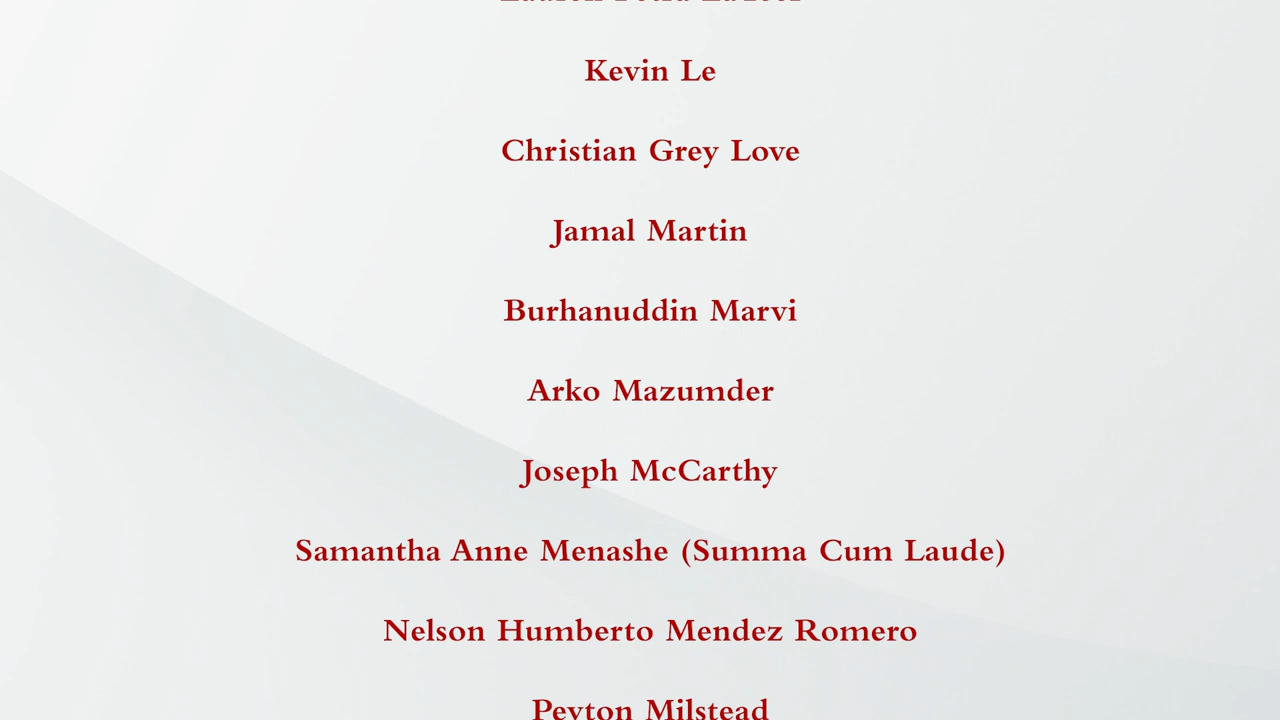 Kevin Le
Christian Grey Love
Jamal Martin
Burhanuddin Marvi
Arko Mazumder
Joseph McCarthy
Samantha Anne Menashe (Summa Cum Laude)
Nelson Humberto Mendez Romero
Peyton Milstead